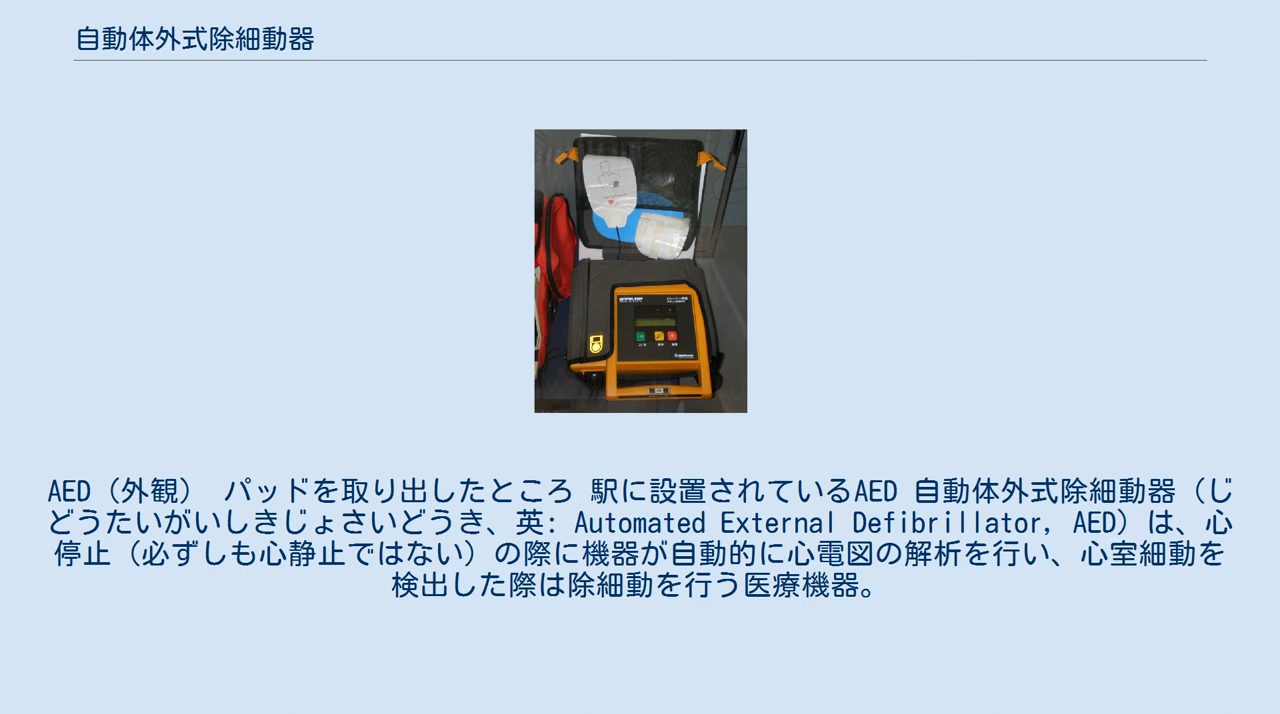 自動体外式除細動器
AED（外観） パッドを取り出したところ 駅に設置されているAED 自動体外式除細動器（じ
どうたいがいしきじょさいどうき、英: Automated External Defibrillator, AED）は、心
停止（必ずしも心静止ではない）の際に機器が自動的に心電図の解析を行い、心室細動を
検出した際は除細動を行う医療機器。